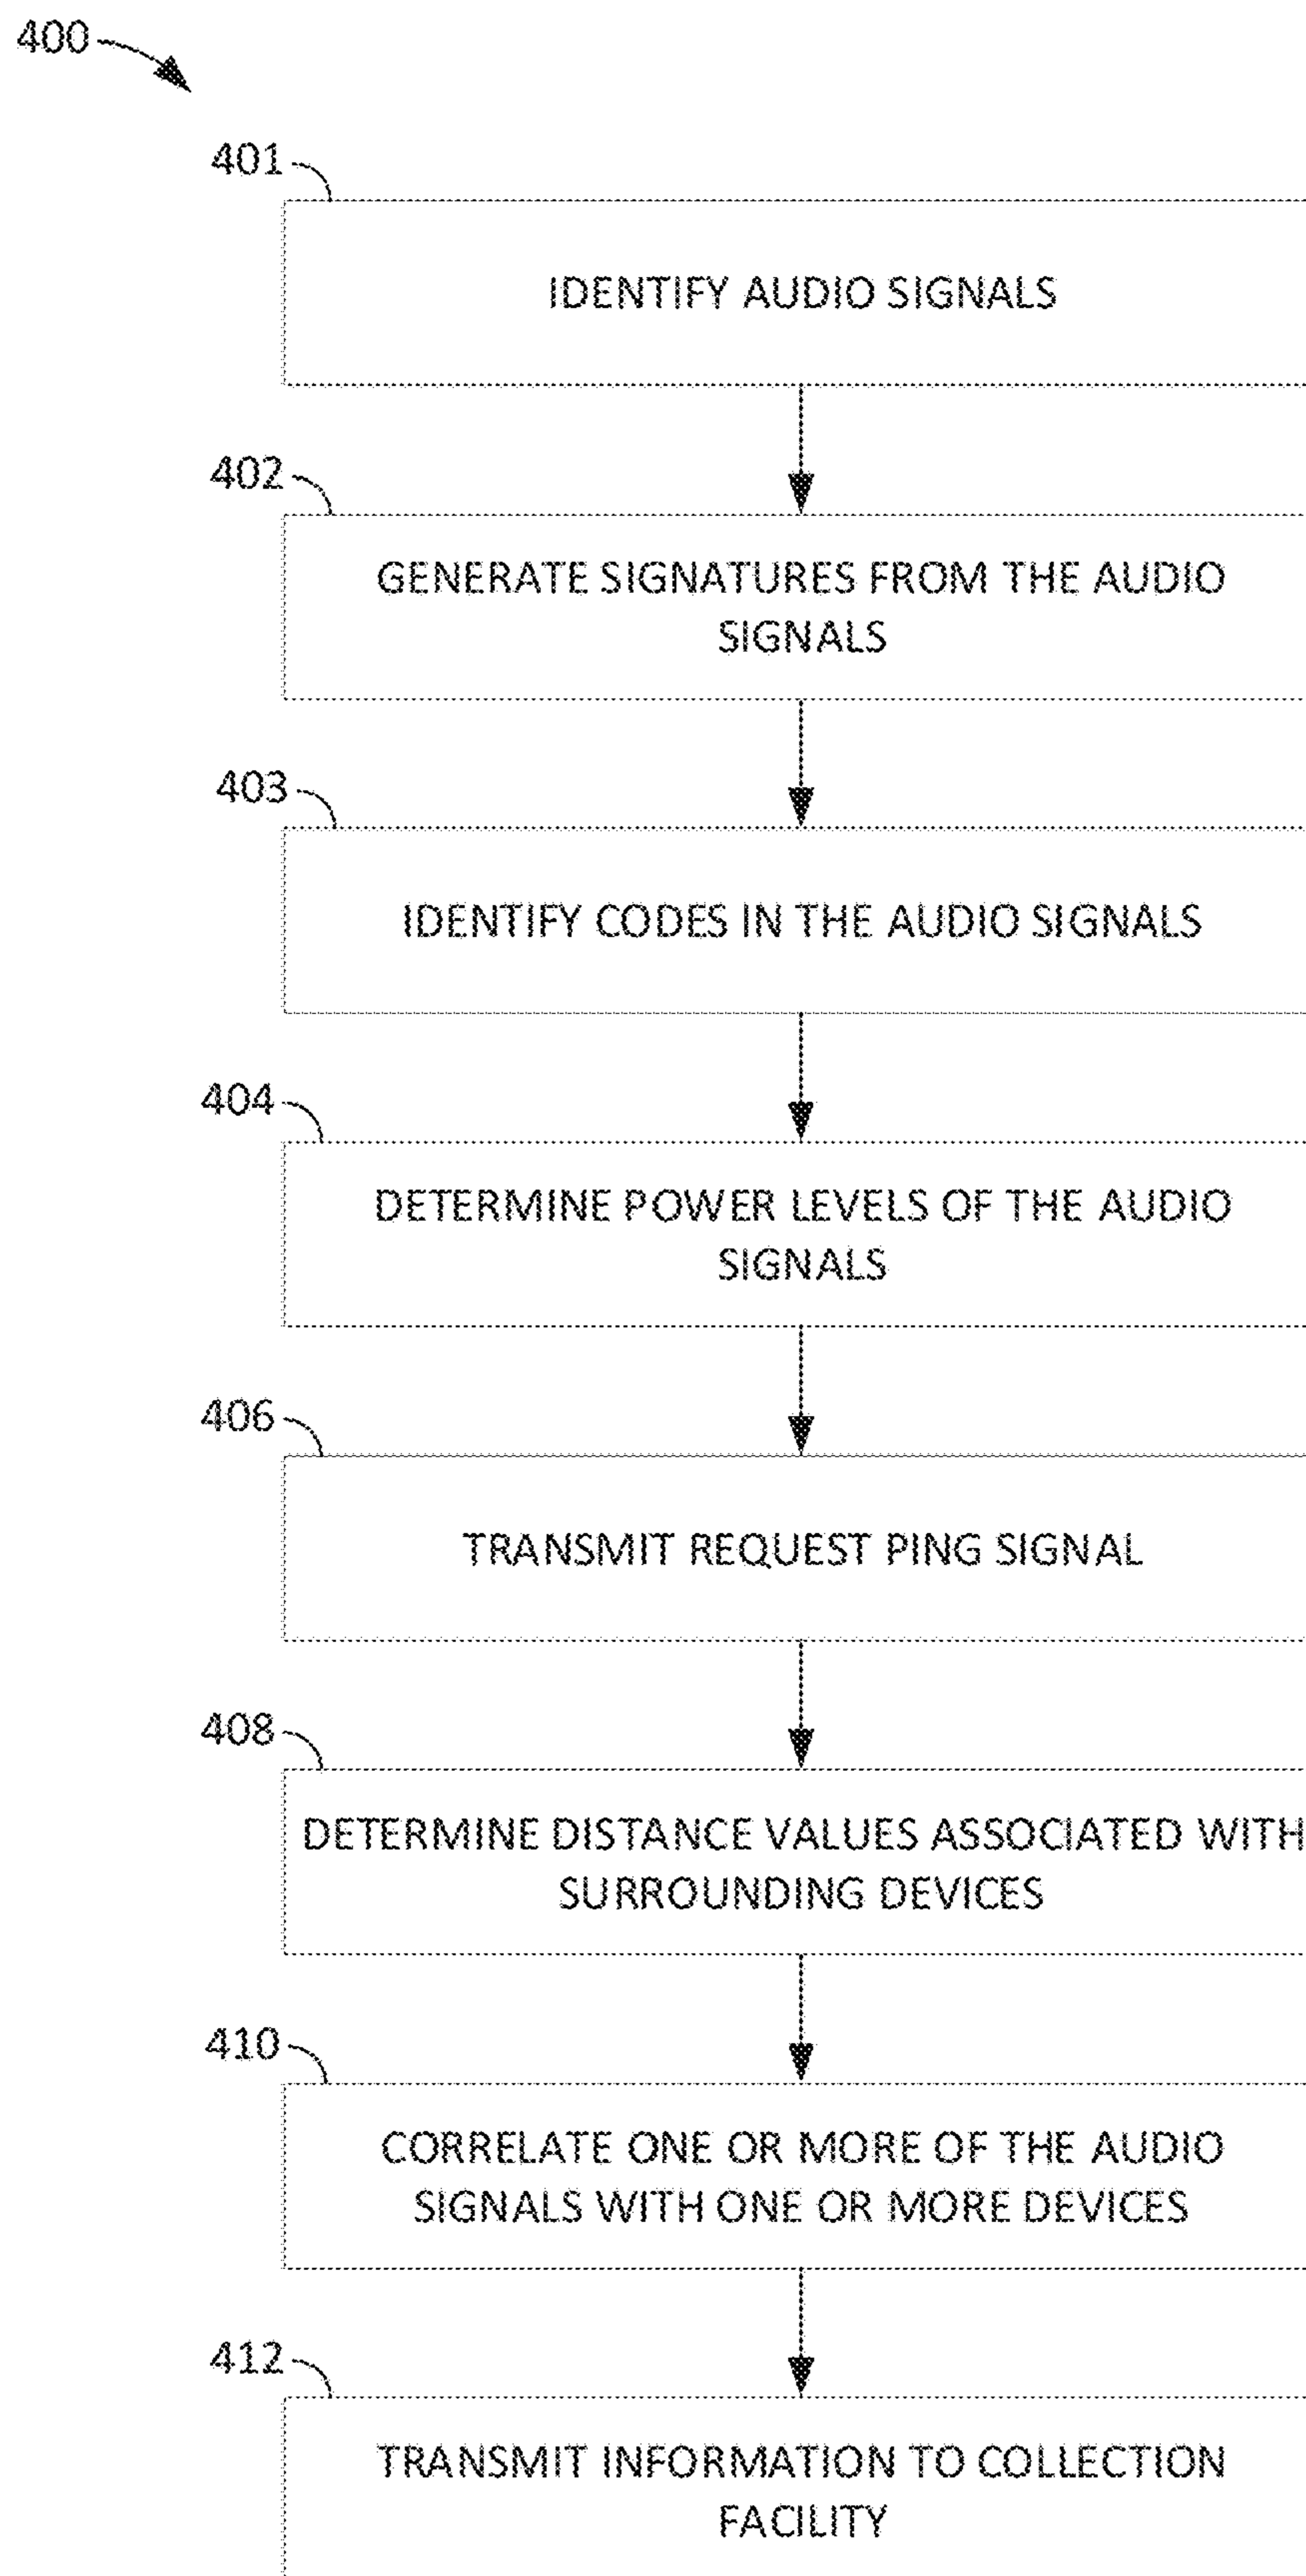 400
401
IDENTIFY AUDIO SIGNALS
402
GENERATE SIGNATURES FROM THE AUDIO
SIGNALS
403
IDENTIFY CODES IN THE AUDIO SIGNALS
404
DETERMINE POWER LEVELS OF THE AUDIO
SIGNALS
406
TRANSMIT REQUEST PING SIGNAL
408
DETERMINE DISTANCE VALUES ASSOCIATED WITH
SURROUNDING DEVICES
410
CORRELATE ONE OR MORE OF THE AUDIO
SIGNALS WITH ONE OR MORE DEVICES
412
TRANSMIT INFORMATION TO COLLECTION
FACILITY